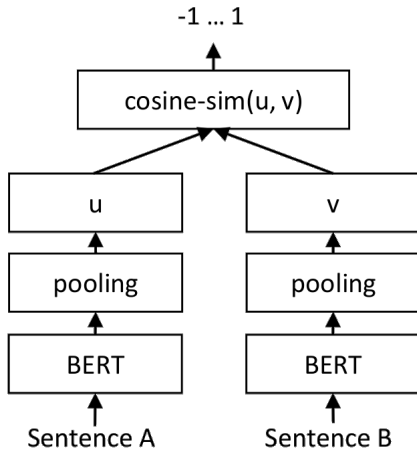 -1 … 1
cosine-sim(u, v)
u v
pooling pooling
BERT BERT
Sentence A Sentence B